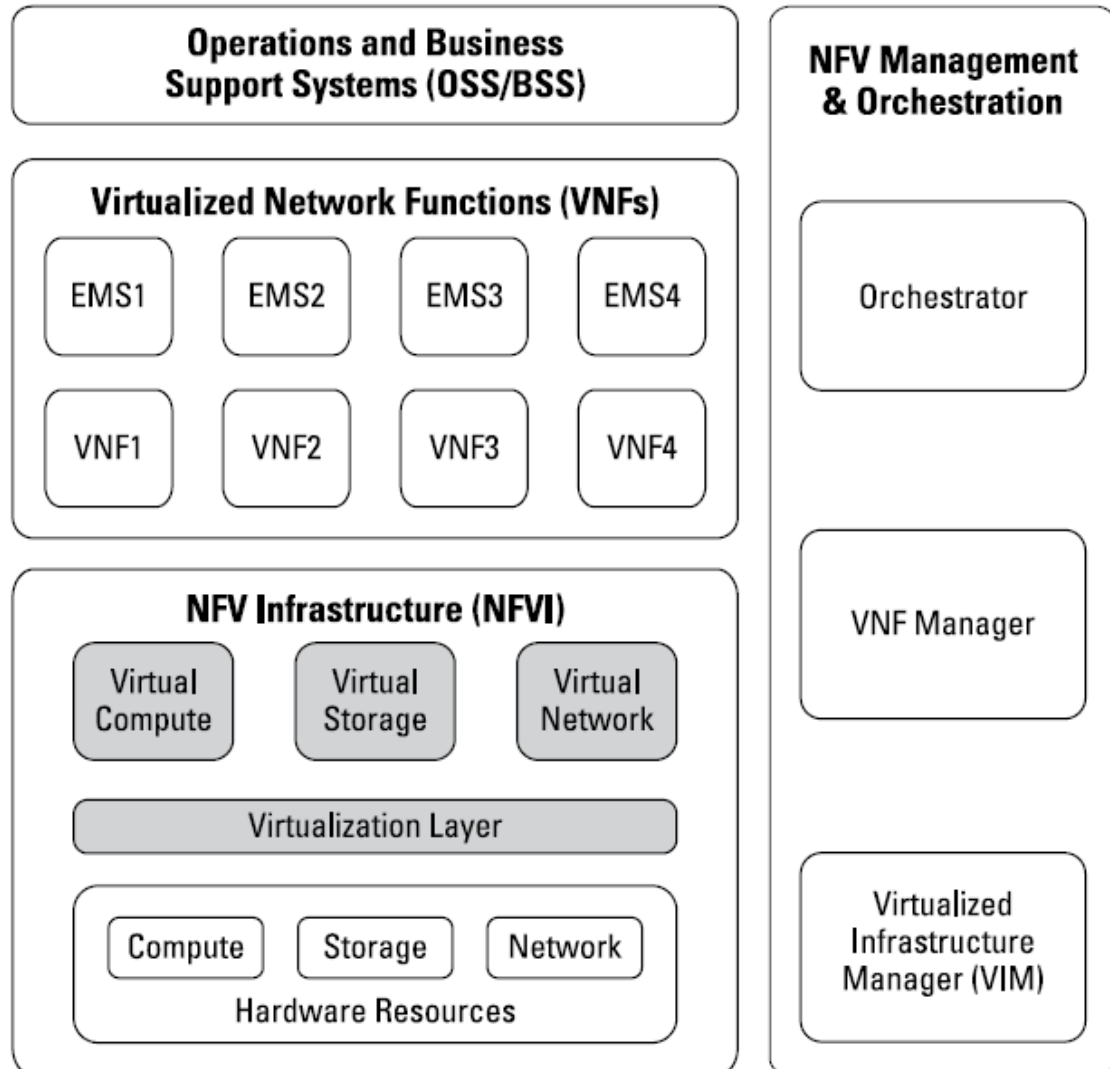 Operations and Business
Support Systems (OSS/BSS)
Virtualized Network Functions (VNFs)
EMS1 EMS2 EMS3 EMS4
VNF1 VNF2 VNF3 VNF4
NFV Infrastructure (NFVI)
Virtual
Compute
Virtual
Storage
Virtual
Network
Virtualization Layer
Compute Storage Network
Hardware Resources
NFV Management
& Orchestration
Orchestrator
VNF Manager
Virtualized
Infrastructure
Manager (VIM)